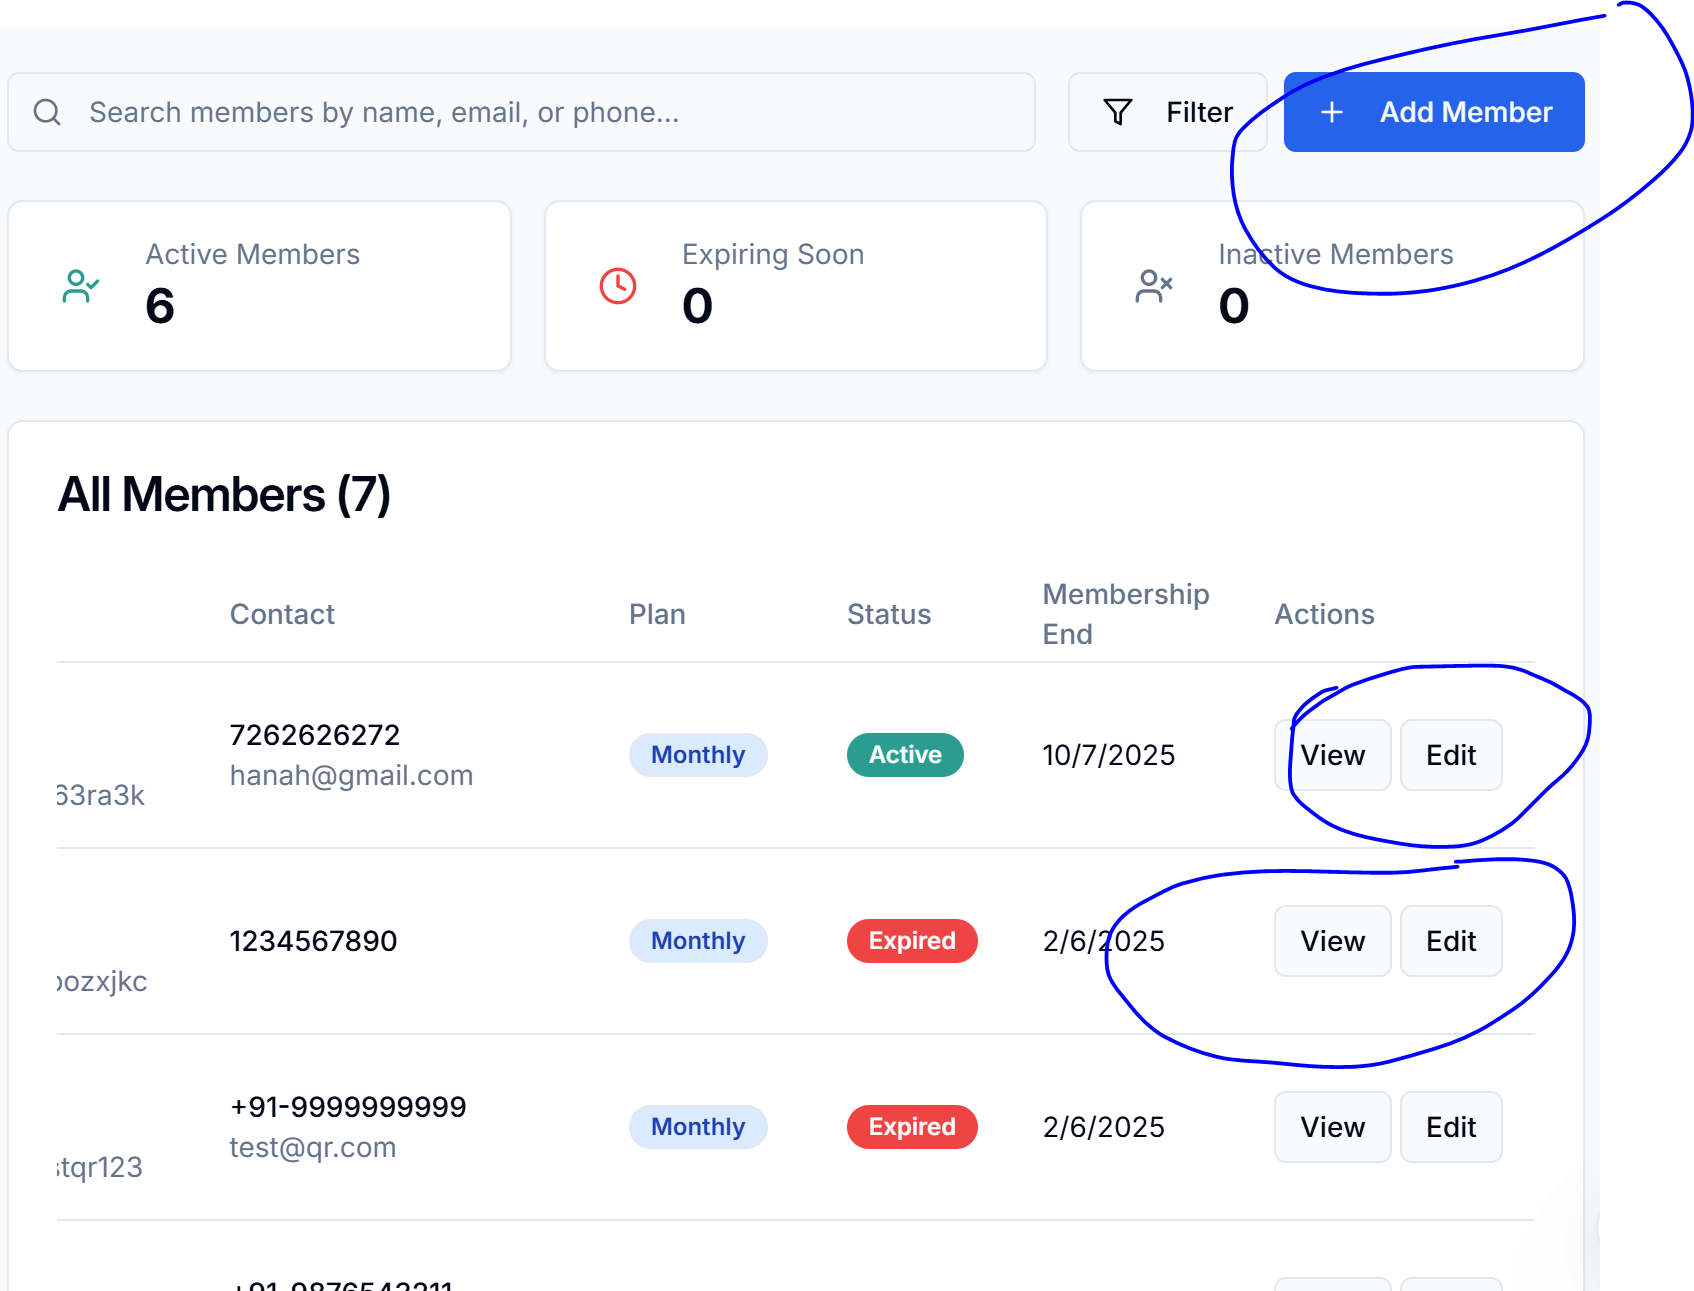 Search members by name, email, or phone...
Filter
+ Add Member
Active Members
6
Expiring Soon
0
Inactive Members
0
All Members (7)
Contact Plan Status Membership End Actions
7262626272
hanah@gmail.com
63ra3k
Monthly Active 10/7/2025 View Edit
1234567890
ozxjkc
Monthly Expired 2/6/2025 View Edit
+91-9999999999
test@qr.com
tqr123
Monthly Expired 2/6/2025 View Edit